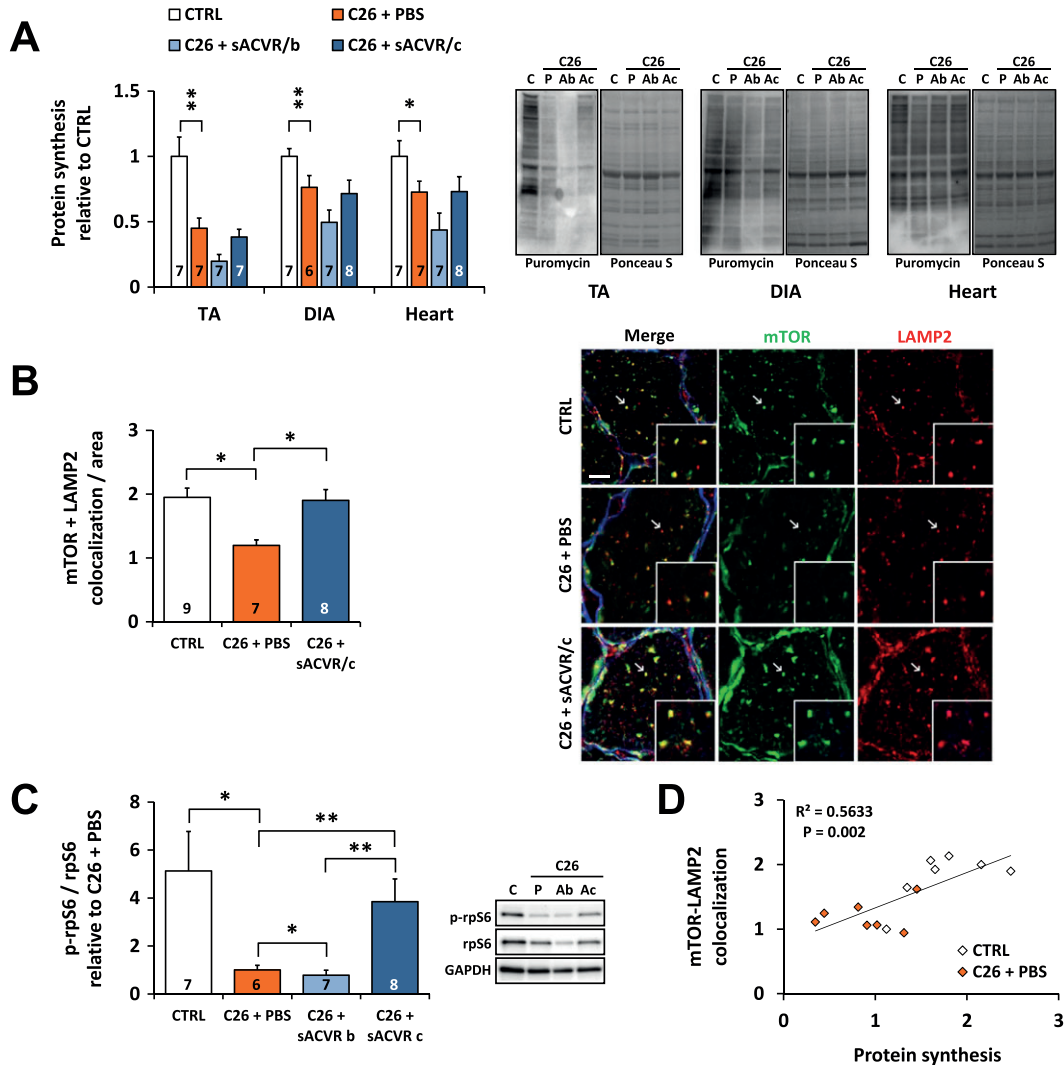 A
CTRL
C26 + PBS
C26 + sACVR/b
C26 + sACVR/c
Protein synthesis
relative to CTRL
1.5
1
0.5
0
**
**
*
7
7
7
7
7
6
7
8
7
7
7
8
TA
DIA
Heart
C26
C26
C26
C26
C26
C26
C P Ab Ac
C P Ab Ac
C P Ab Ac
C P Ab Ac
C P Ab Ac
C P Ab Ac
Puromycin
Ponceau S
Puromycin
Ponceau S
Puromycin
Ponceau S
TA
DIA
Heart
B
mTOR + LAMP2
colocalization / area
3
2
1
0
*
*
9
7
8
CTRL
C26 + PBS
C26 +
sACVR/c
Merge
mTOR
LAMP2
CTRL
C26 + PBS
C26 + sACVR/c
C
p-rpS6 / rpS6
relative to C26 + PBS
8
6
4
2
0
*
**
**
*
7
6
7
8
CTRL
C26 + PBS
C26 +
sACVR b
C26 +
sACVR c
C26
C P Ab Ac
p-rpS6
rpS6
GAPDH
D
mTOR-LAMP2
colocalization
3
2
1
0
R² = 0.5633
P = 0.002
CTRL
C26 + PBS
0
1
2
3
Protein synthesis